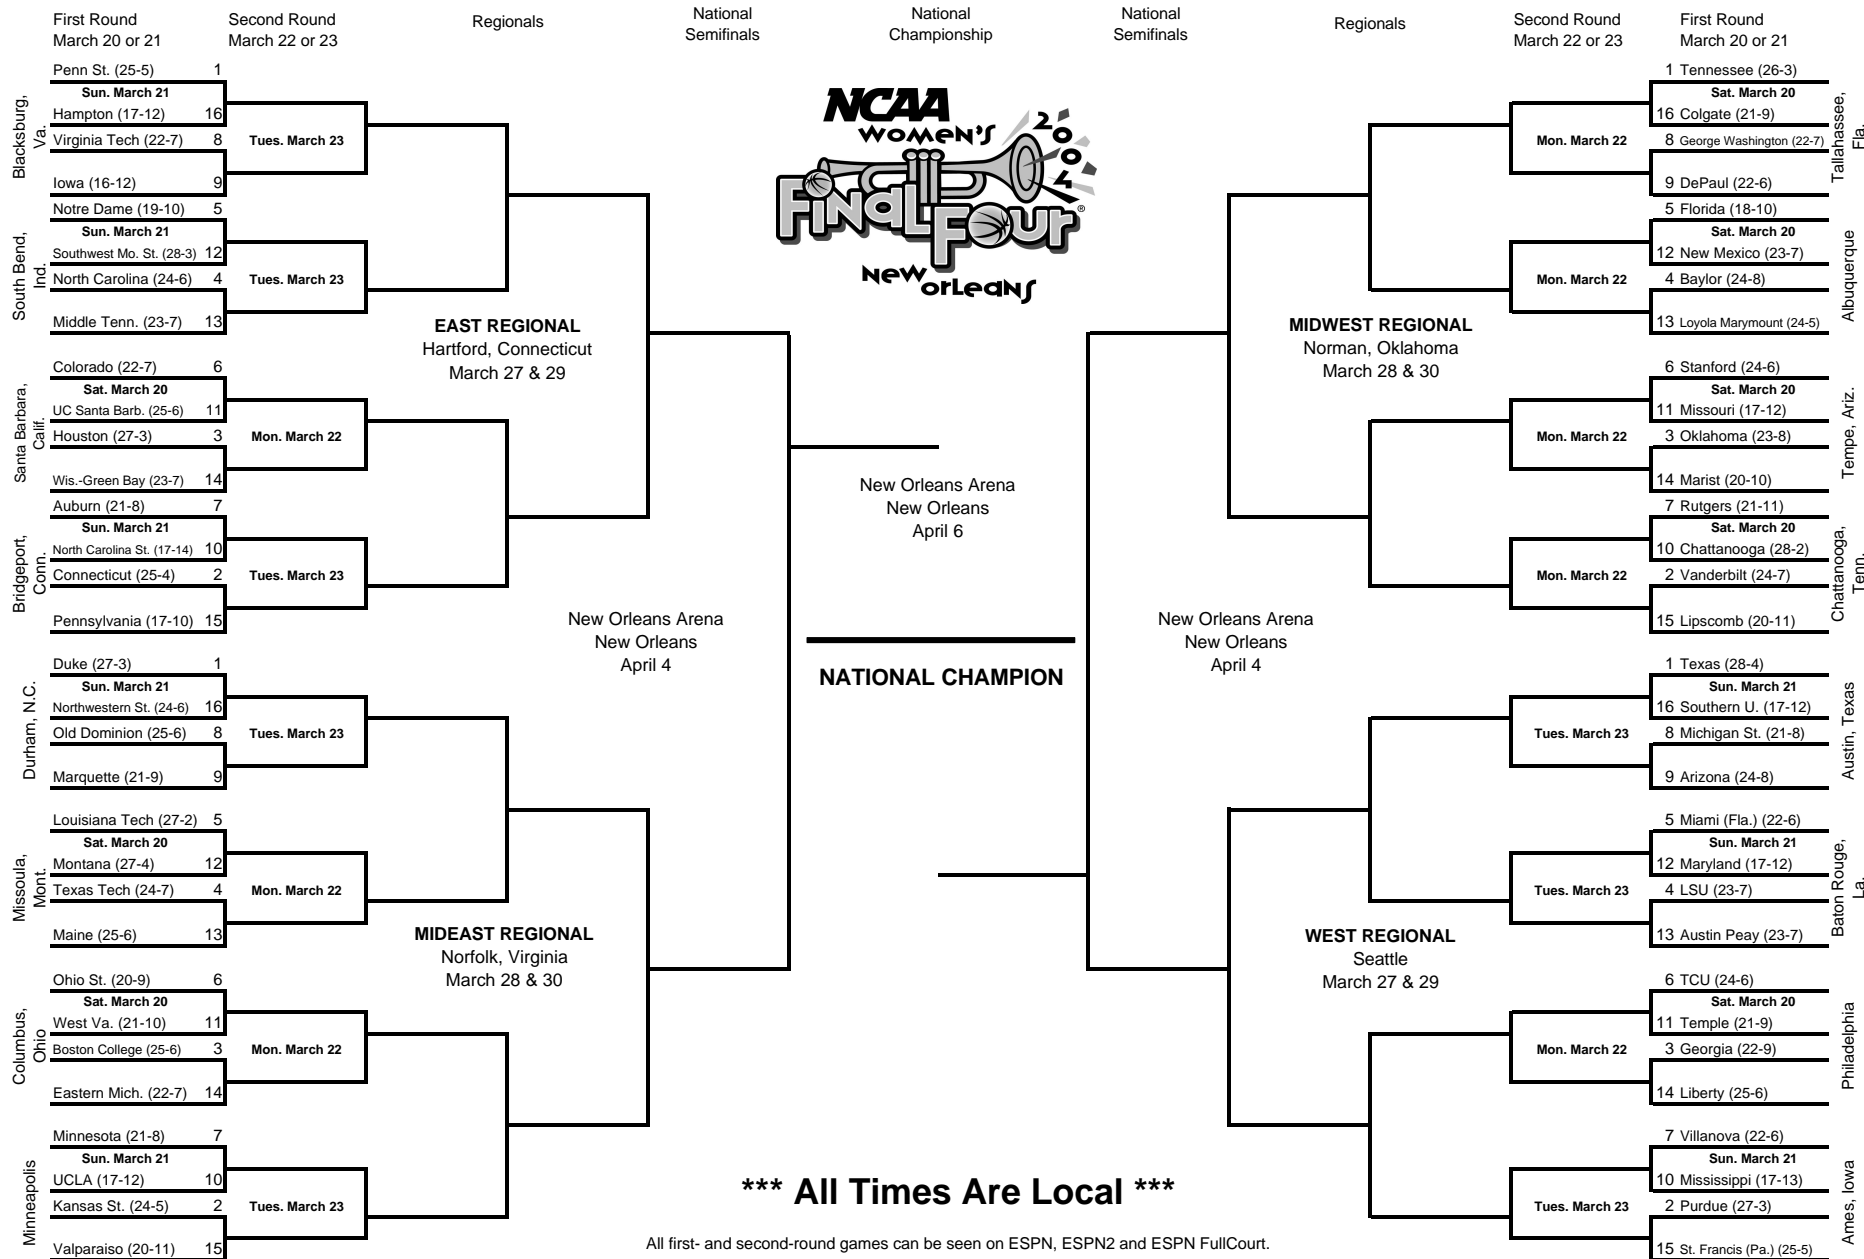 First Round
March 20 or 21
Second Round
March 22 or 23
Regionals
National
Semifinals
National
Championship
National
Semifinals
Regionals
Second Round
March 22 or 23
First Round
March 20 or 21
NCAA
WOMEN'S
2004
FINAL FOUR®
NEW ORLEANS
Blacksburg,
Va.
Penn St. (25-5) 1
Sun. March 21
Hampton (17-12) 16
Virginia Tech (22-7) 8
Iowa (16-12) 9
Tues. March 23
South Bend,
Ind.
Notre Dame (19-10) 5
Sun. March 21
Southwest Mo. St. (28-3) 12
North Carolina (24-6) 4
Middle Tenn. (23-7) 13
Tues. March 23
EAST REGIONAL
Hartford, Connecticut
March 27 & 29
Santa Barbara,
Calif.
Colorado (22-7) 6
Sat. March 20
UC Santa Barb. (25-6) 11
Houston (27-3) 3
Wis.-Green Bay (23-7) 14
Mon. March 22
Bridgeport,
Conn.
Auburn (21-8) 7
Sun. March 21
North Carolina St. (17-14) 10
Connecticut (25-4) 2
Pennsylvania (17-10) 15
Tues. March 23
New Orleans Arena
New Orleans
April 4
Durham, N.C.
Duke (27-3) 1
Sun. March 21
Northwestern St. (24-6) 16
Old Dominion (25-6) 8
Marquette (21-9) 9
Tues. March 23
Missoula,
Mont.
Louisiana Tech (27-2) 5
Sat. March 20
Montana (27-4) 12
Texas Tech (24-7) 4
Maine (25-6) 13
Mon. March 22
MIDEAST REGIONAL
Norfolk, Virginia
March 28 & 30
Columbus,
Ohio
Ohio St. (20-9) 6
Sat. March 20
West Va. (21-10) 11
Boston College (25-6) 3
Eastern Mich. (22-7) 14
Mon. March 22
Minneapolis
Minnesota (21-8) 7
Sun. March 21
UCLA (17-12) 10
Kansas St. (24-5) 2
Valparaiso (20-11) 15
Tues. March 23
New Orleans Arena
New Orleans
April 6
NATIONAL CHAMPION
1 Tennessee (26-3)
Sat. March 20
16 Colgate (21-9)
8 George Washington (22-7)
9 DePaul (22-6)
Mon. March 22
Tallahassee,
Fla.
5 Florida (18-10)
Sat. March 20
12 New Mexico (23-7)
4 Baylor (24-8)
13 Loyola Marymount (24-5)
Mon. March 22
Albuquerque
MIDWEST REGIONAL
Norman, Oklahoma
March 28 & 30
6 Stanford (24-6)
Sat. March 20
11 Missouri (17-12)
3 Oklahoma (23-8)
14 Marist (20-10)
Mon. March 22
Tempe, Ariz.
7 Rutgers (21-11)
Sat. March 20
10 Chattanooga (28-2)
2 Vanderbilt (24-7)
15 Lipscomb (20-11)
Mon. March 22
Chattanooga,
Tenn.
New Orleans Arena
New Orleans
April 4
1 Texas (28-4)
Sun. March 21
16 Southern U. (17-12)
8 Michigan St. (21-8)
9 Arizona (24-8)
Tues. March 23
Austin, Texas
5 Miami (Fla.) (22-6)
Sun. March 21
12 Maryland (17-12)
4 LSU (23-7)
13 Austin Peay (23-7)
Tues. March 23
Baton Rouge,
La.
WEST REGIONAL
Seattle
March 27 & 29
6 TCU (24-6)
Sat. March 20
11 Temple (21-9)
3 Georgia (22-9)
14 Liberty (25-6)
Mon. March 22
Philadelphia
7 Villanova (22-6)
Sun. March 21
10 Mississippi (17-13)
2 Purdue (27-3)
15 St. Francis (Pa.) (25-5)
Tues. March 23
Ames, Iowa
*** All Times Are Local ***
All first- and second-round games can be seen on ESPN, ESPN2 and ESPN FullCourt.